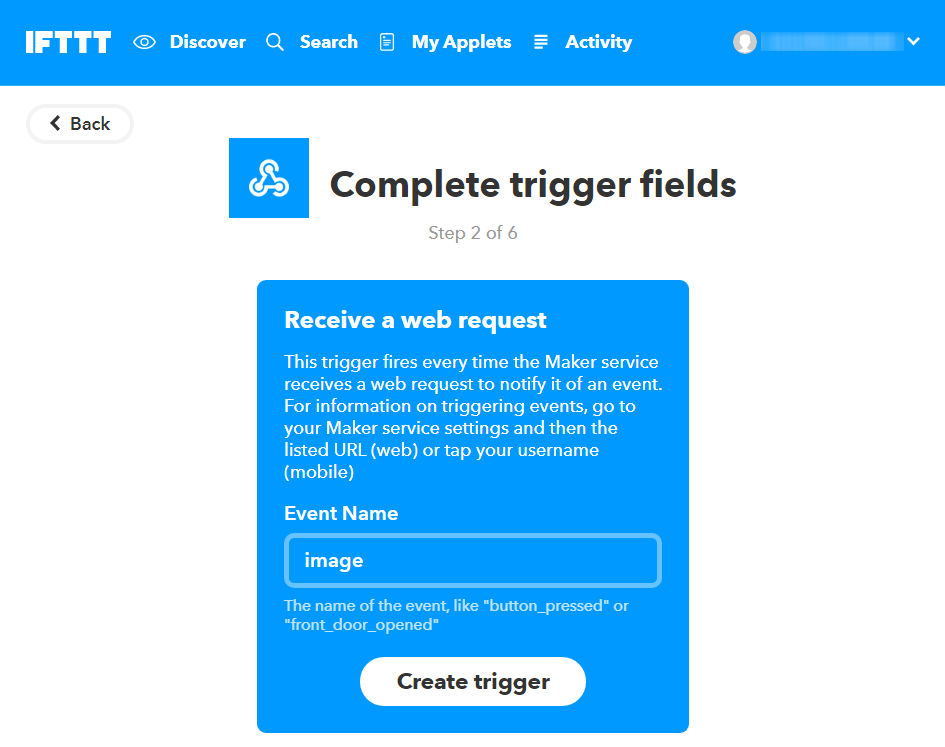 IFTTT Discover Search My Applets Activity
Back
Complete trigger fields
Step 2 of 6
Receive a web request
This trigger fires every time the Maker service
receives a web request to notify it of an event.
For information on triggering events, go to
your Maker service settings and then the
listed URL (web) or tap your username
(mobile)
Event Name
image
The name of the event, like "button_pressed" or
"front_door_opened"
Create trigger